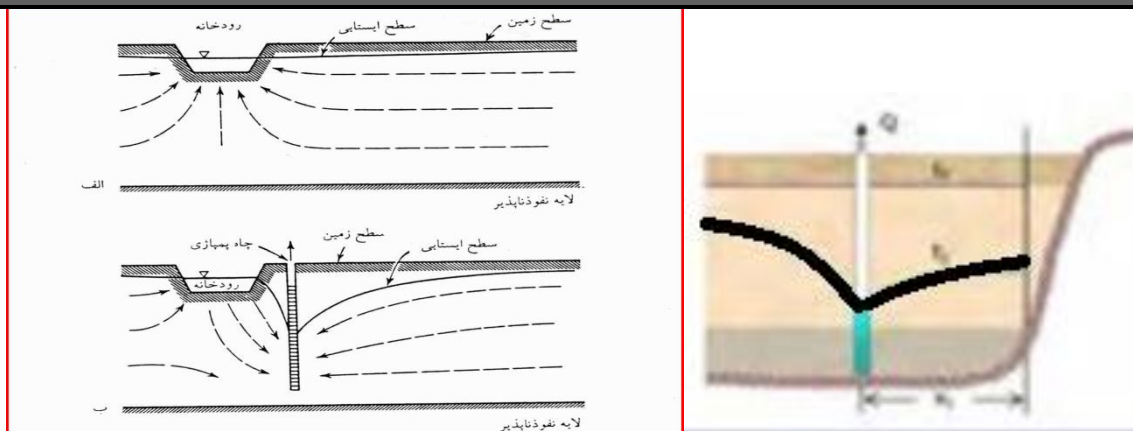 رودخانه
سطح ایستابی
سطح زمین
الف
لایه نفوذناپذیر
چاه پمپاژی
سطح زمین
سطح ایستابی
رودخانه
ب
لایه نفوذناپذیر
Q